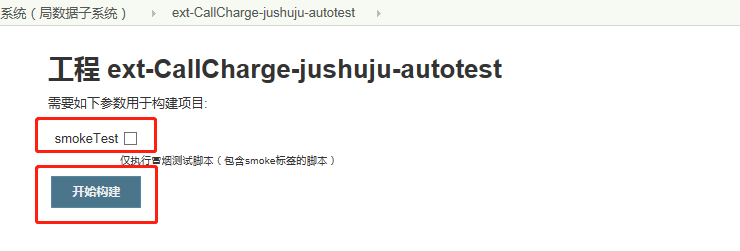 系统（局数据子系统） ext-CallCharge-jushuju-autotest
工程 ext-CallCharge-jushuju-autotest
需要如下参数用于构建项目:
smokeTest
仅执行冒烟测试脚本（包含smoke标签的脚本）
开始构建